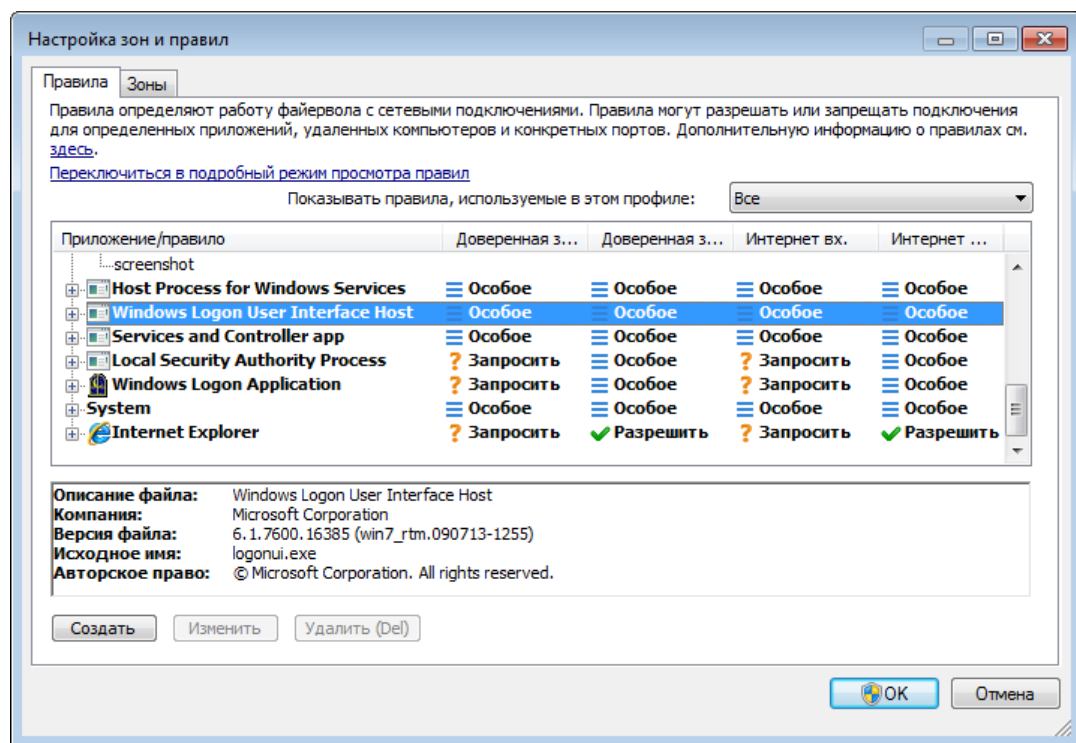 Настройка зон и правил
Правила Зоны
Правила определяют работу файервола с сетевыми подключениями. Правила могут разрешать или запрещать подключения
для определенных приложений, удаленных компьютеров и конкретных портов. Дополнительную информацию о правилах см.
здесь.
Переключиться в подробный режим просмотра правил
Показывать правила, используемые в этом профиле: Все
Приложение/правило Доверенная з... Доверенная з... Интернет вх. Интернет ...
screenshot
Host Process for Windows Services Особое Особое Особое Особое
Windows Logon User Interface Host Особое Особое Особое Особое
Services and Controller app Особое Особое Особое Особое
Local Security Authority Process ? Запросить Особое ? Запросить Особое
Windows Logon Application ? Запросить Особое ? Запросить Особое
System Особое Особое Особое Особое
Internet Explorer ? Запросить Разрешить ? Запросить Разрешить
Описание файла: Windows Logon User Interface Host
Компания: Microsoft Corporation
Версия файла: 6.1.7600.16385 (win7_rtm.090713-1255)
Исходное имя: logonui.exe
Авторское право: © Microsoft Corporation. All rights reserved.
Создать Изменить Удалить (Del)
OK Отмена